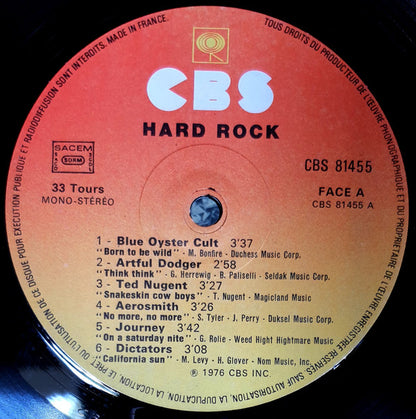 TOUS DROITS DU PRODUCTEUR DE L'ŒUVRE PHONOGRAPHIQUE ET DU PROPRIETAIRE DE L'ŒUVRE ENREGISTREE RESERVES. SAUF AUTORISATION, LA DUPLICATION, LA LOCATION, LE PRET OU L'UTILISATION DE CE DISQUE POUR EXECUTION PUBLIQUE ET RADIODIFFUSION SONT INTERDITS. MADE IN FRANCE.
CBS
HARD ROCK
SACEM
SDRM
SACD
SGDL
CBS 81455
33 Tours
MONO-STÉRÉO
FACE A
CBS 81455 A
1 - Blue Oyster Cult 3'37
"Born to be wild" - M. Bonfire - Duchess Music Corp.
2 - Artful Dodger 2'58
"Think think" - G. Herrewig - B. Paliselli - Seldak Music Corp.
3 - Ted Nugent 3'27
"Snakeskin cow boys" - T. Nugent - Magicland Music
4 - Aerosmith 3'26
"No more, no more" - S. Tyler - J. Perry - Duksel Music Corp.
5 - Journey 3'42
"On a saturday nite" - G. Rolie - Weed Hight Hightmare Music
6 - Dictators 3'08
"California sun" - M. Levy - H. Glover - Nom Music, Inc.
℗ 1976 CBS INC.